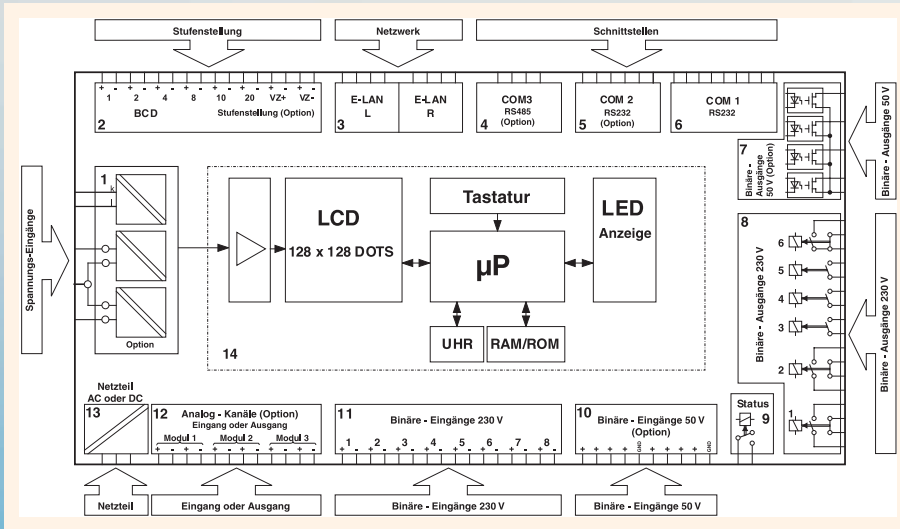 Stufenstellung
Netzwerk
Schnittstellen
+ - + - + - + -
1 2 4 8 10 20 VZ+ VZ-
BCD Stufenstellung (Option)
2
E-LAN L
E-LAN R
3
COM3
RS485
(Option)
4
COM 2
RS232
(Option)
5
COM 1
RS232
6
7
Binäre - Ausgänge 50 V (Option)
Binäre - Ausgänge 50 V
Spannungs-Eingänge
1
k
l
Option
LCD
128 x 128 DOTS
Tastatur
µP
UHR
RAM/ROM
LED
Anzeige
14
8
Binäre - Ausgänge 230 V
6
5
4
3
2
1
Binäre - Ausgänge 230 V
Status
9
Netzteil
AC oder DC
13
12
Analog - Kanäle (Option)
Eingang oder Ausgang
Modul 1 Modul 2 Modul 3
+ - + - + - + - + - + -
11
Binäre - Eingänge 230 V
1 2 3 4 5 6 7 8
+ - + - + - + - + - + - + - + -
10
Binäre - Eingänge 50 V
(Option)
+ + + + GND + + + + GND
Netzteil
Eingang oder Ausgang
Binäre - Eingänge 230 V
Binäre - Eingänge 50 V